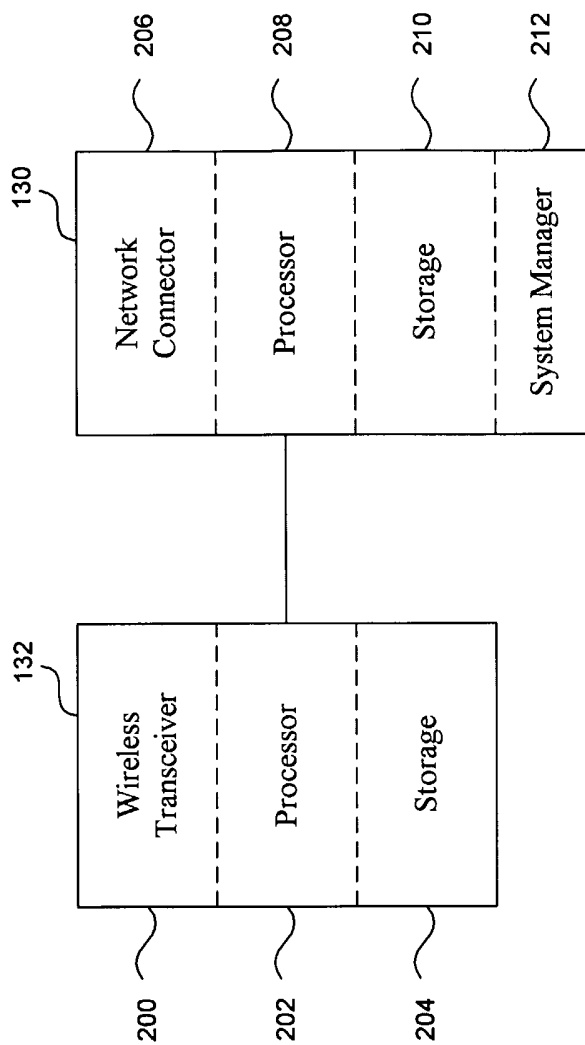 132
Wireless
Transceiver
Processor
Storage
200
202
204
130
Network
Connector
Processor
Storage
System Manager
206
208
210
212